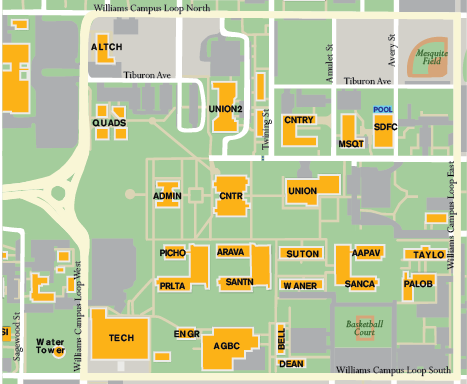 Williams Campus Loop North
ALTCH
Tiburon Ave
QUADS
UNION2
Twining St
Amulet St
Avery St
Mesquite
Field
Tiburon Ave
POOL
CNTRY
MSQT
SDFC
ADMIN
CNTR
UNION
Williams Campus Loop East
PICHO
ARAVA
SUTON
AAPAV
TAYLO
PRLTA
SANTN
WANER
SANCA
PALOB
Sagewood St
Williams Campus Loop West
SI
Water
Tower
TECH
ENGR
AGBC
BELL
DEAN
Basketball
Court
Williams Campus Loop South